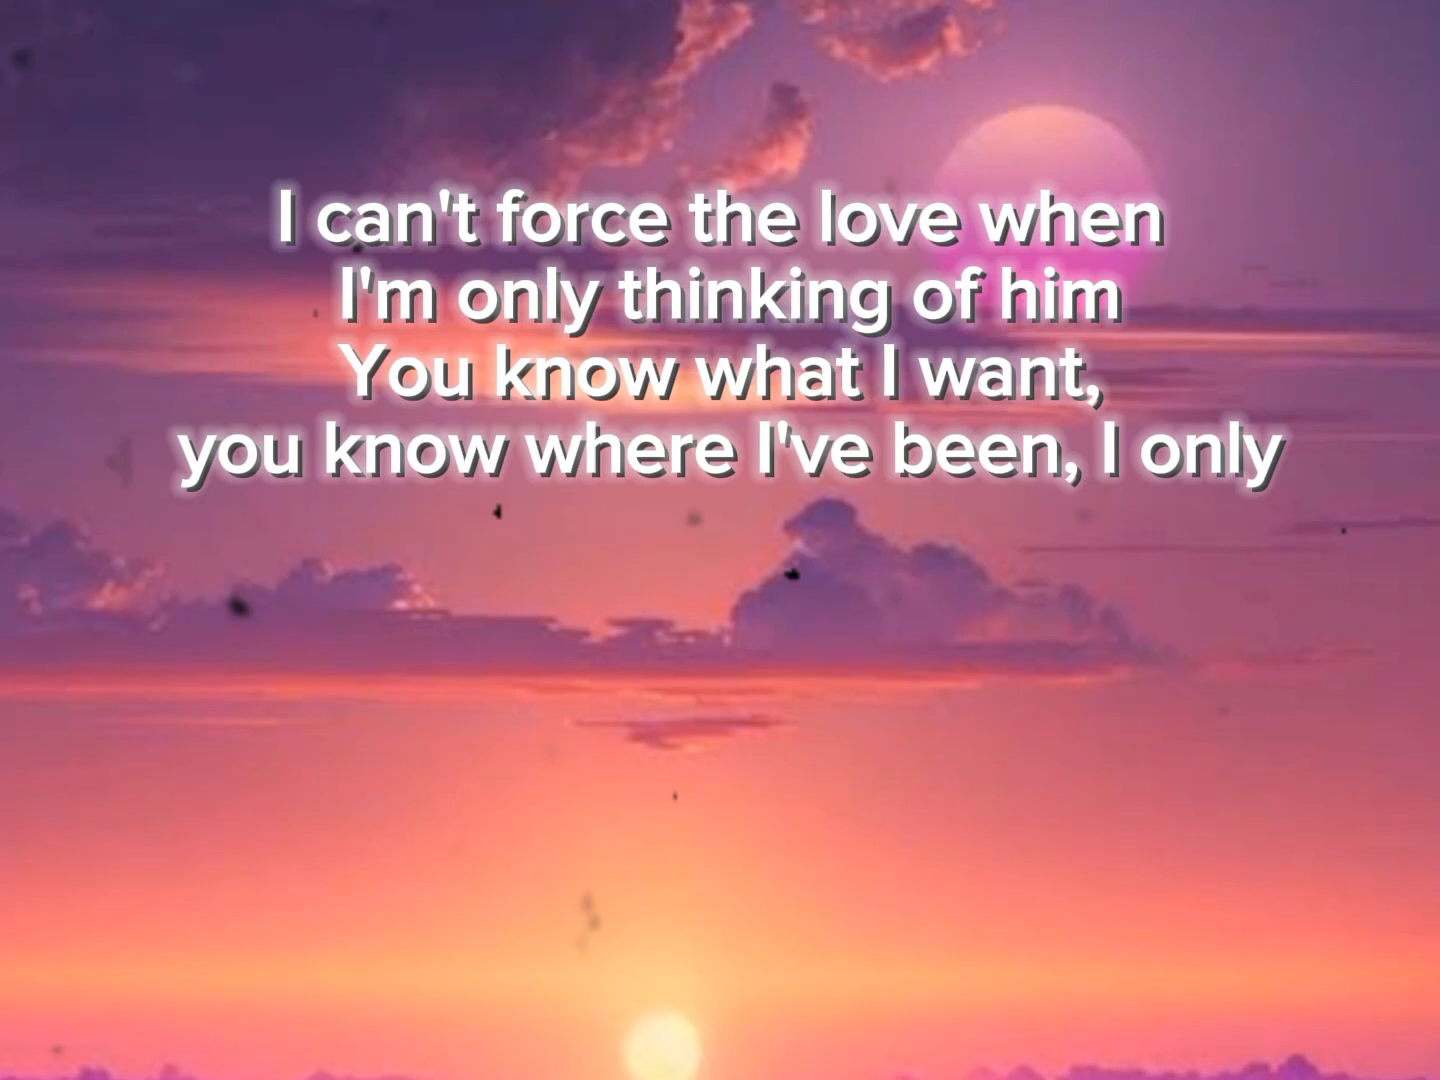 I can't force the love when
I'm only thinking of him
You know what I want,
you know where I've been, I only